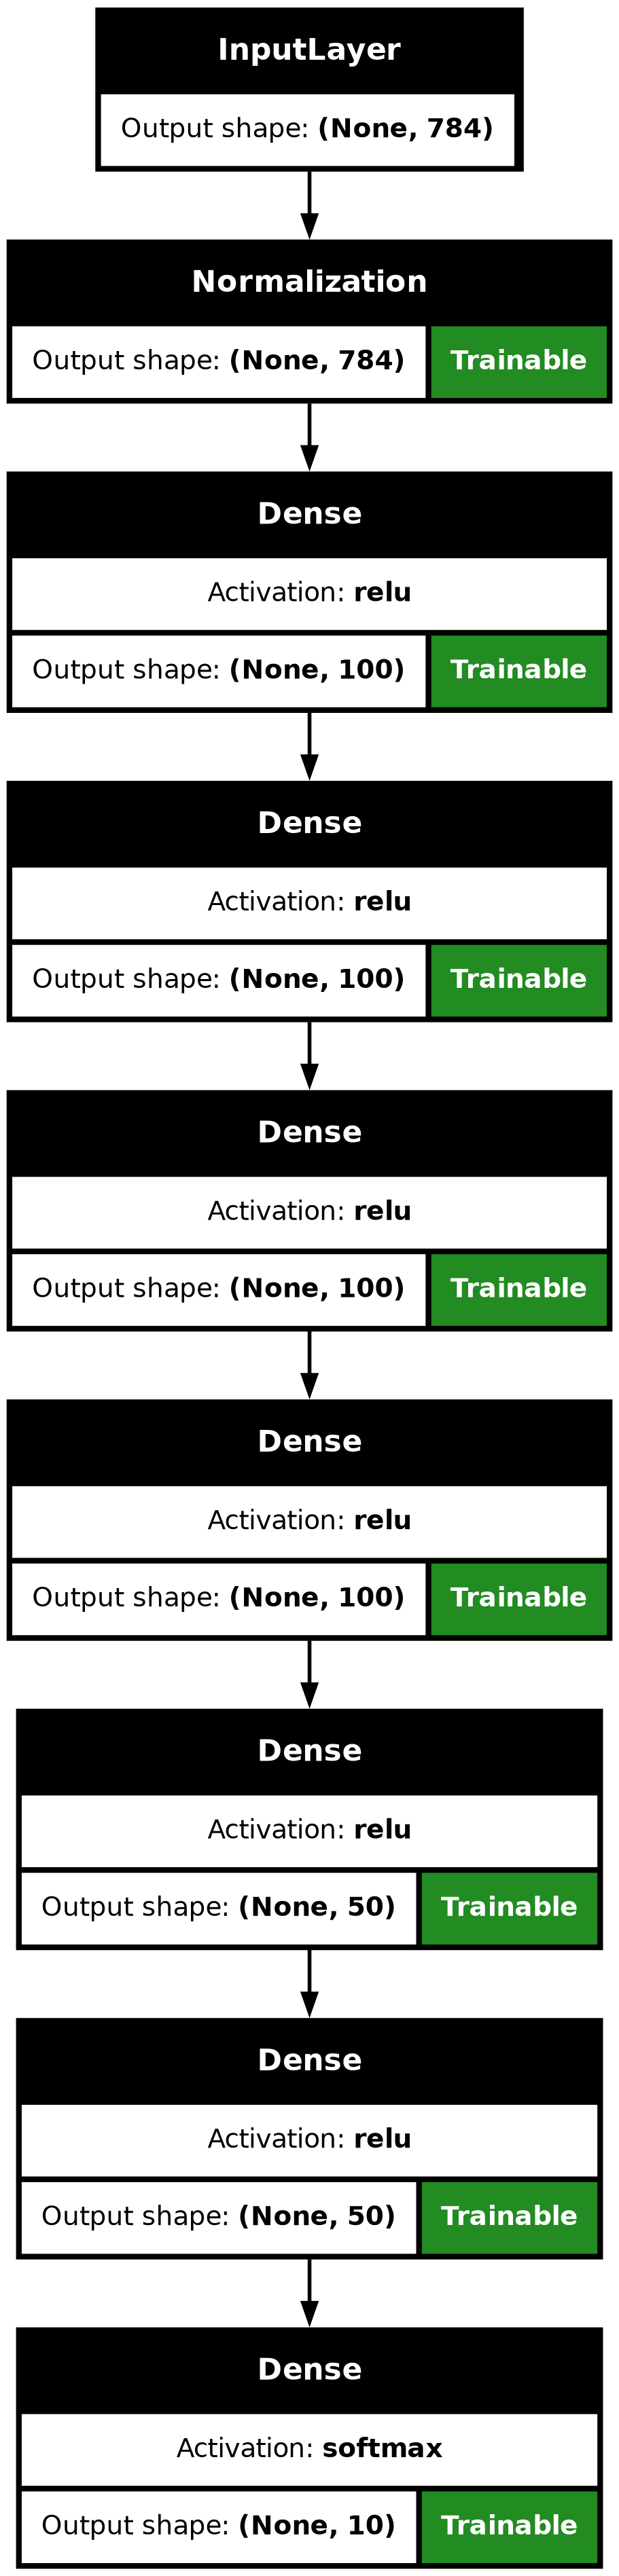 InputLayer
Output shape: (None, 784)
Normalization
Output shape: (None, 784) Trainable
Dense
Activation: relu
Output shape: (None, 100) Trainable
Dense
Activation: relu
Output shape: (None, 100) Trainable
Dense
Activation: relu
Output shape: (None, 100) Trainable
Dense
Activation: relu
Output shape: (None, 100) Trainable
Dense
Activation: relu
Output shape: (None, 50) Trainable
Dense
Activation: relu
Output shape: (None, 50) Trainable
Dense
Activation: softmax
Output shape: (None, 10) Trainable